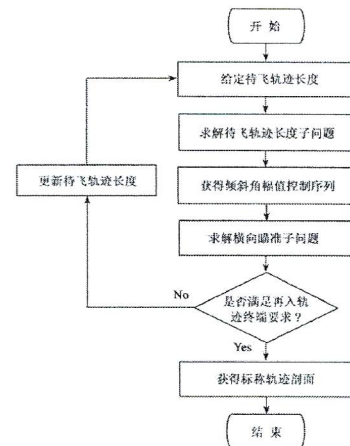 开 始
给定待飞轨迹长度
求解待飞轨迹长度子问题
获得倾斜角幅值控制序列
更新待飞轨迹长度
求解横向瞄准子问题
No
是否满足再入轨
迹终端要求？
Yes
获得标称轨迹剖面
结 束